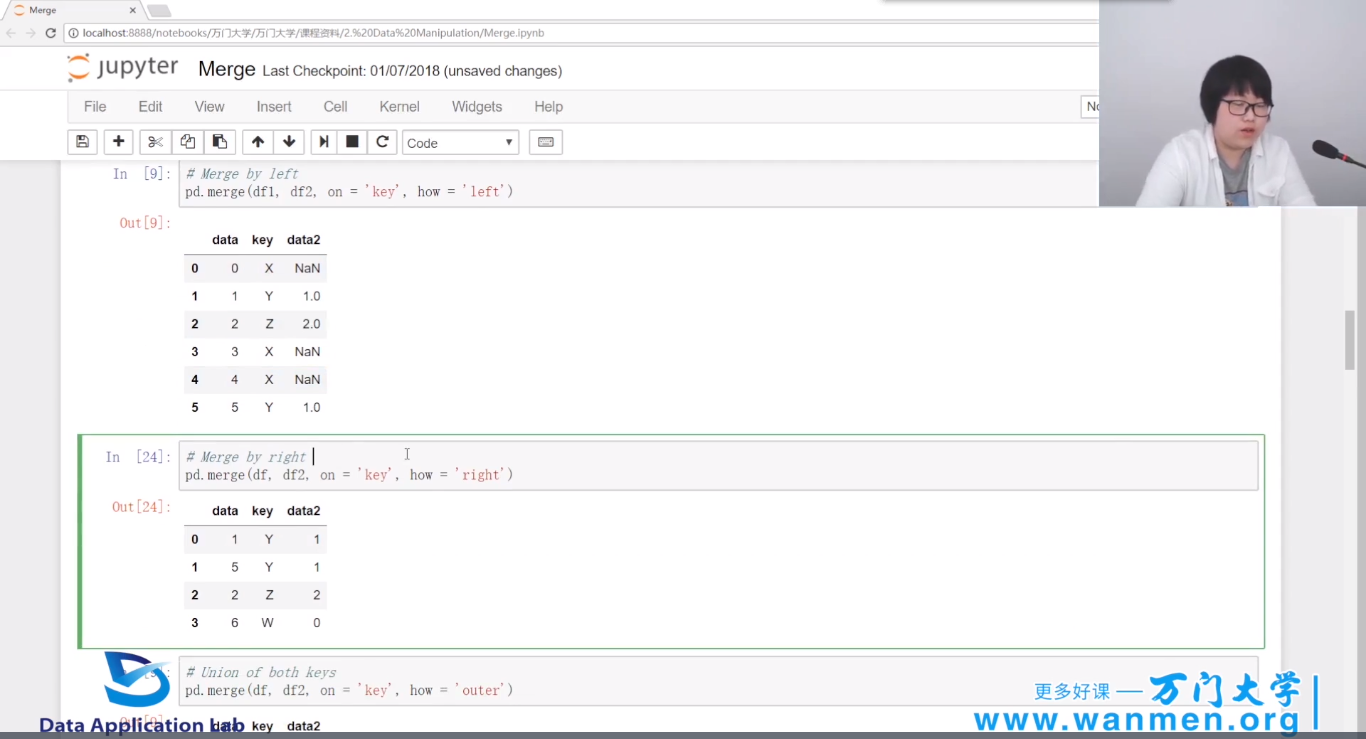 Merge
localhost:8888/notebooks/万门大学/万门大学/课程资料/2.%20Data%20Manipulation/Merge.ipynb
jupyter Merge Last Checkpoint: 01/07/2018 (unsaved changes)
File Edit View Insert Cell Kernel Widgets Help
Code
In [9]: # Merge by left
pd.merge(df1, df2, on = 'key', how = 'left')
Out[9]:
data key data2
0 0 X NaN
1 1 Y 1.0
2 2 Z 2.0
3 3 X NaN
4 4 X NaN
5 5 Y 1.0
In [24]: # Merge by right
pd.merge(df, df2, on = 'key', how = 'right')
Out[24]:
data key data2
0 1 Y 1
1 5 Y 1
2 2 Z 2
3 6 W 0
# Union of both keys
pd.merge(df, df2, on = 'key', how = 'outer')
data key data2
Data Application Lab
更多好课 — 万门大学
www.wanmen.org